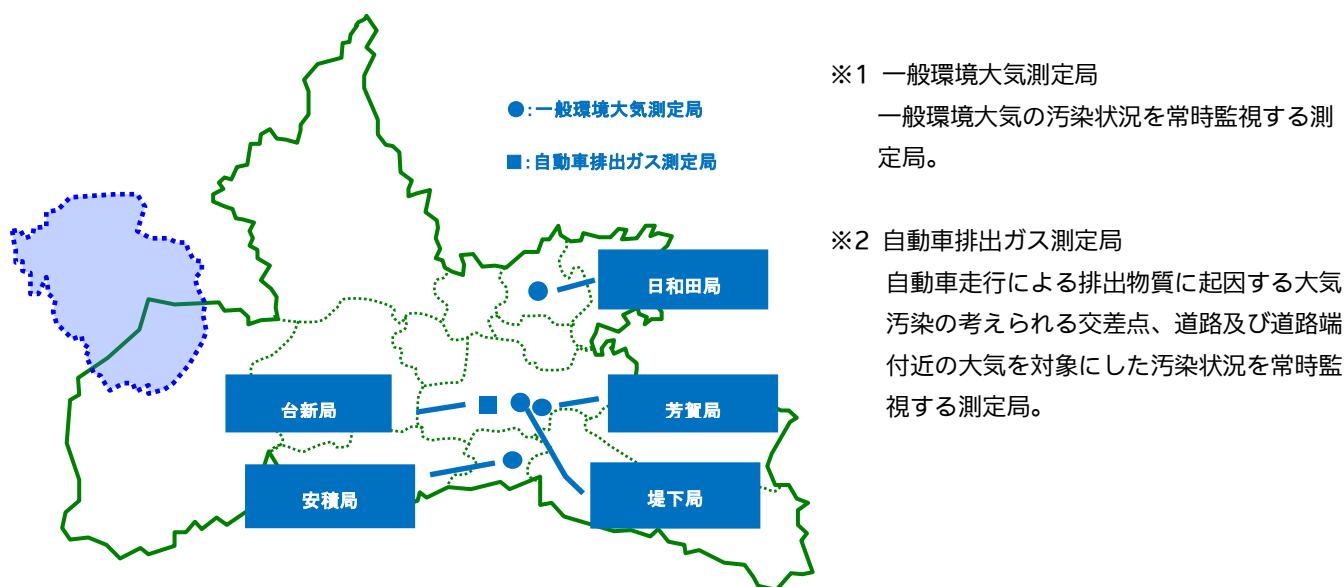 ●:一般環境大気測定局
■:自動車排出ガス測定局
日和田局
台新局
芳賀局
安積局
堤下局
※1 一般環境大気測定局
一般環境大気の汚染状況を常時監視する測
定局。
※2 自動車排出ガス測定局
自動車走行による排出物質に起因する大気
汚染の考えられる交差点、道路及び道路端
付近の大気を対象にした汚染状況を常時監
視する測定局。